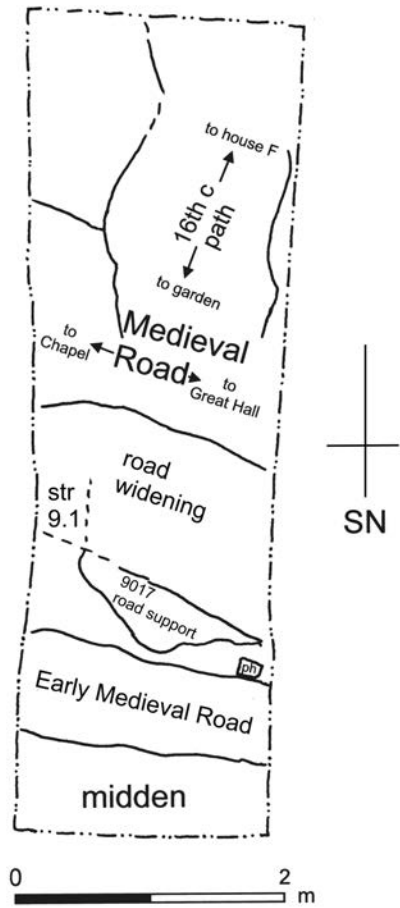 to house F
16th c
path
to garden
Medieval
Road
to
Chapel
to
Great Hall
road
widening
str
9.1
9017
road support
ph
Early Medieval Road
midden
SN
0
2
m